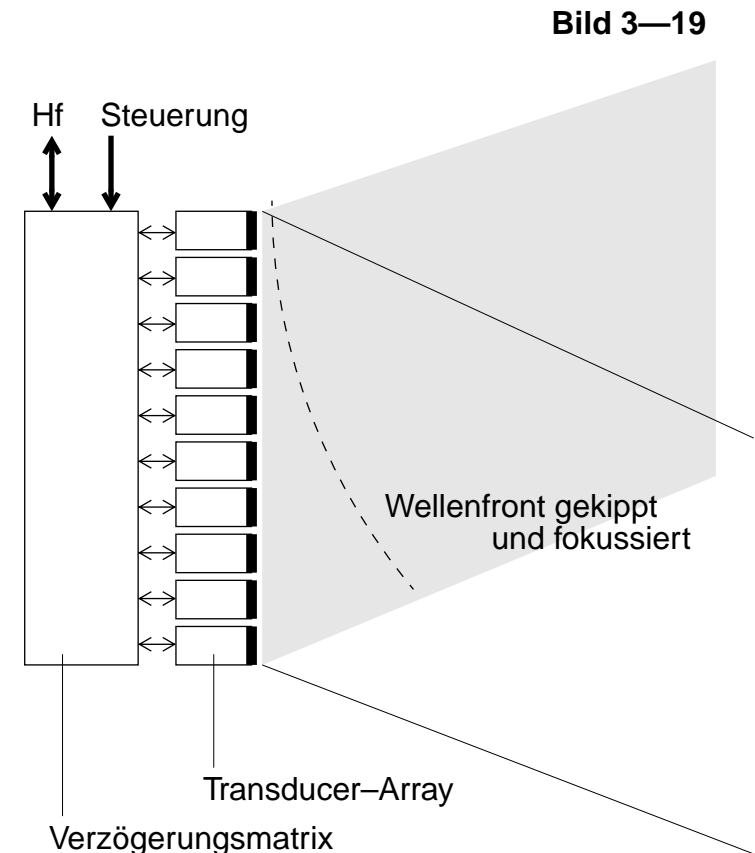 Bild 3—19
Hf Steuerung
Wellenfront gekippt
und fokussiert
Transducer–Array
Verzögerungsmatrix